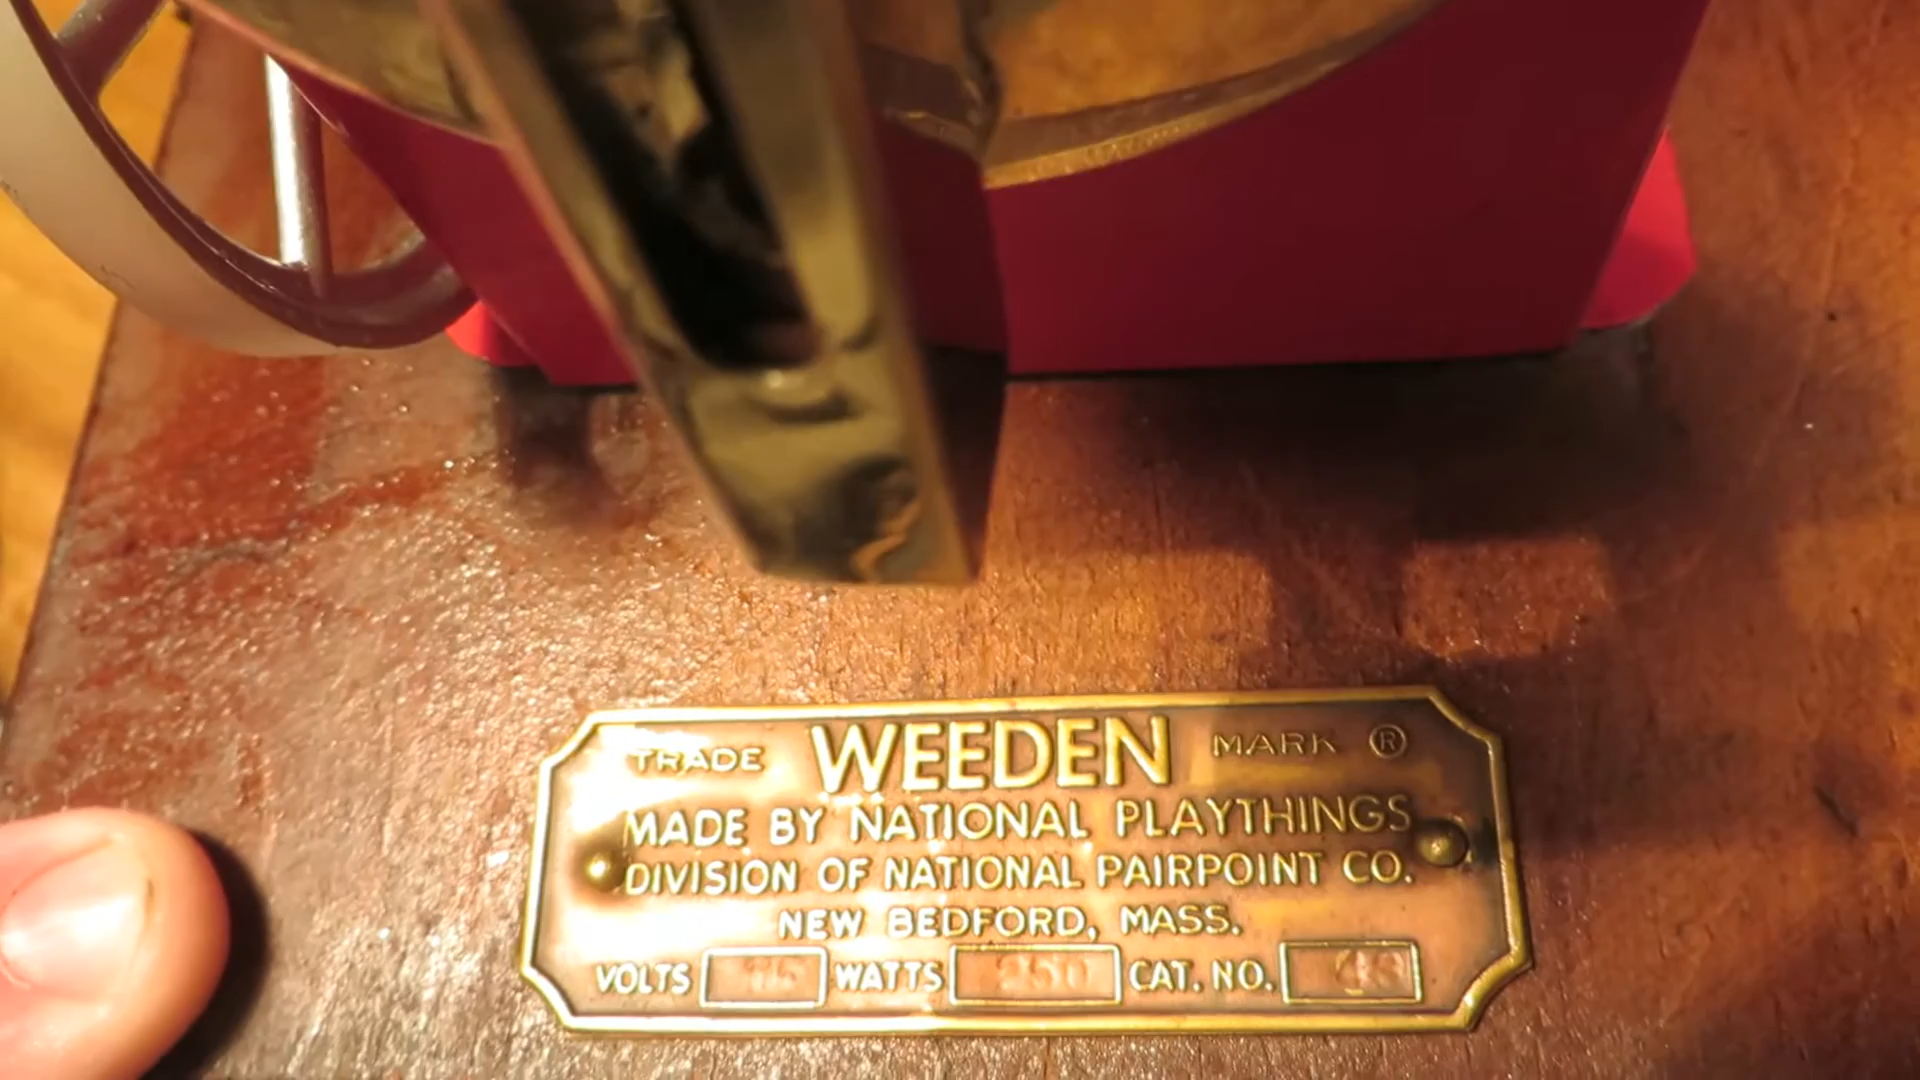 TRADE WEEDEN MARK ®
MADE BY NATIONAL PLAYTHINGS
DIVISION OF NATIONAL PAIRPOINT CO.
NEW BEDFORD, MASS.
VOLTS WATTS 250 CAT. NO.